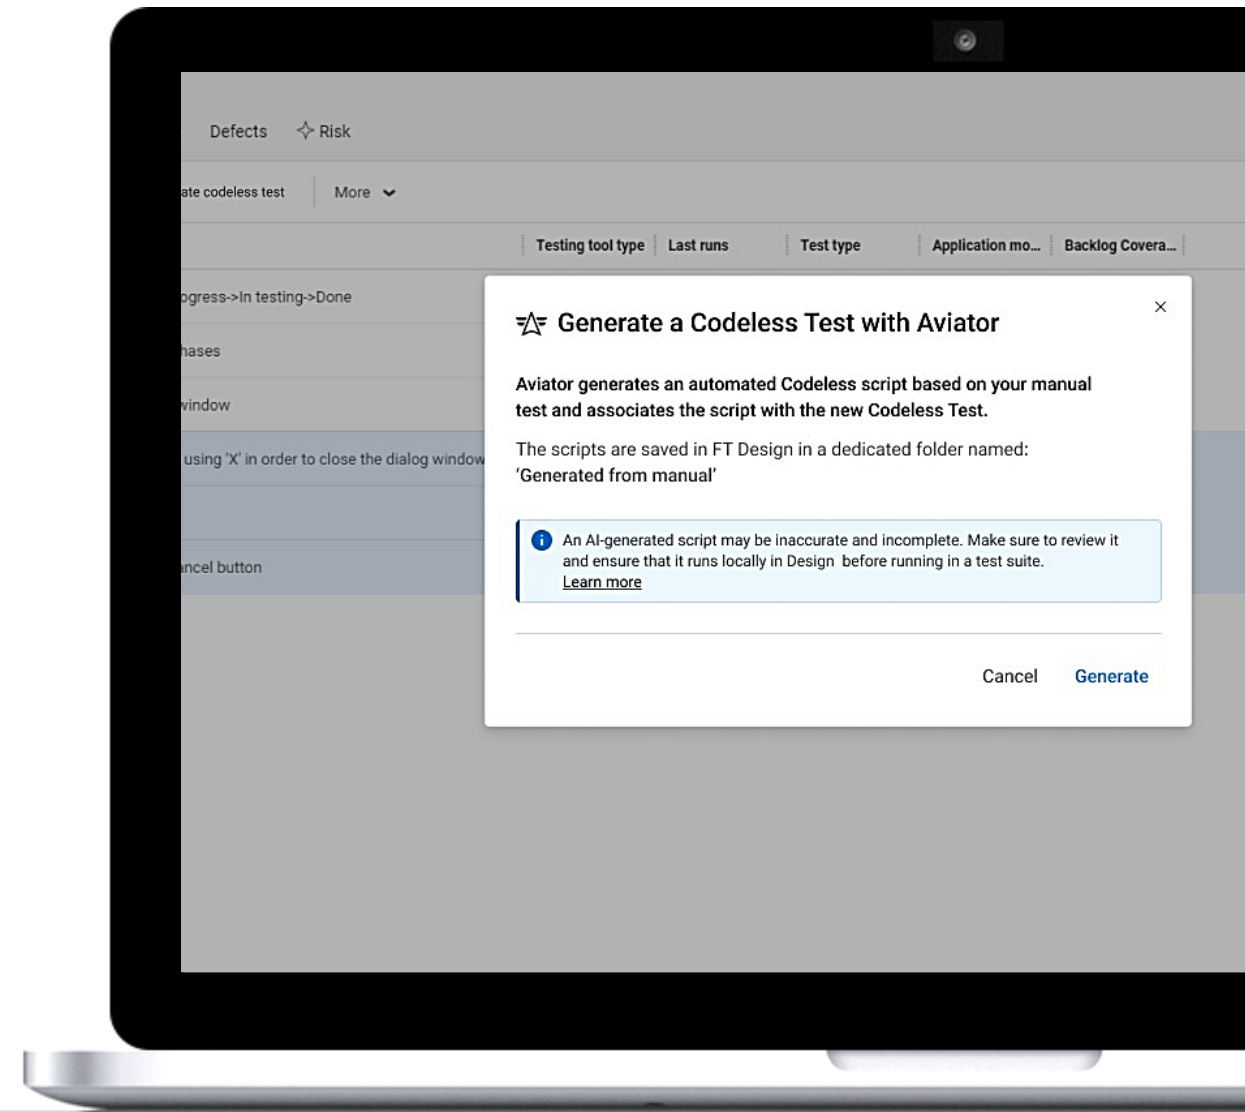 Defects Risk
ate codeless test More
Testing tool type Last runs Test type Application mo... Backlog Covera...
ogress->In testing->Done
hases
window
using 'X' in order to close the dialog window
ancel button
Generate a Codeless Test with Aviator
Aviator generates an automated Codeless script based on your manual
test and associates the script with the new Codeless Test.
The scripts are saved in FT Design in a dedicated folder named:
'Generated from manual'
An AI-generated script may be inaccurate and incomplete. Make sure to review it
and ensure that it runs locally in Design before running in a test suite.
Learn more
Cancel Generate